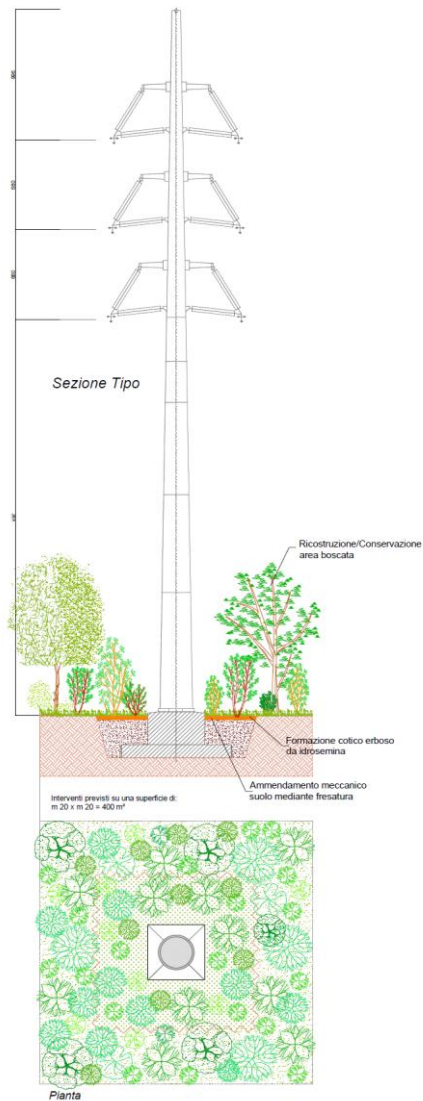 Sezione Tipo
Ricostruzione/Conservazione
area boscata
Formazione cotico erboso
da idrosemina
Ammendamento meccanico
suolo mediante fresatura
Interventi previsti su una superficie di:
m 20 x m 20 = 400 m²
Pianta